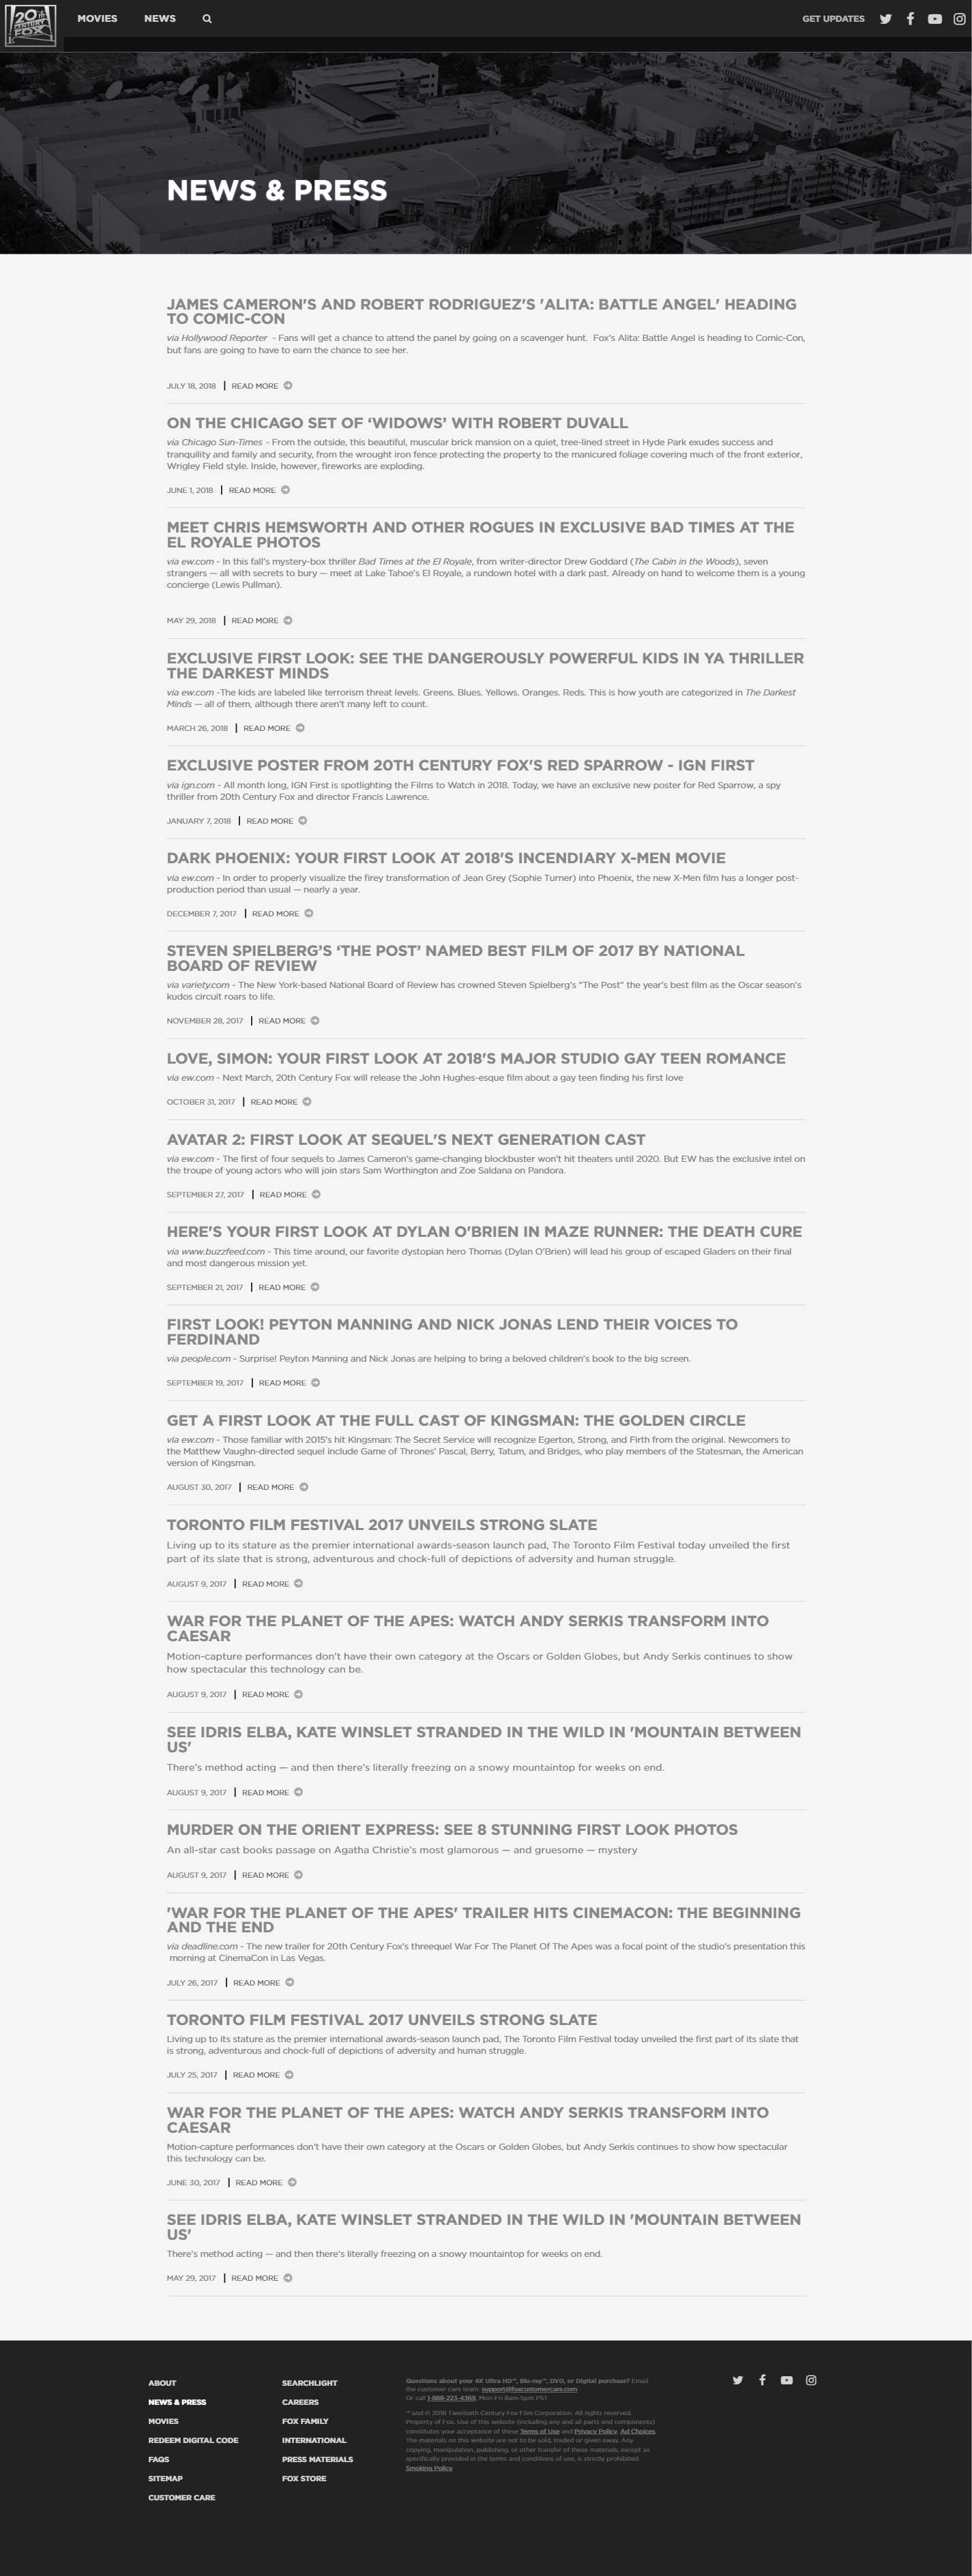 20TH
CENTURY
FOX
MOVIES NEWS GET UPDATES
NEWS & PRESS
JAMES CAMERON'S AND ROBERT RODRIGUEZ'S 'ALITA: BATTLE ANGEL' HEADING
TO COMIC-CON
via Hollywood Reporter - Fans will get a chance to attend the panel by going on a scavenger hunt. Fox's Alita: Battle Angel is heading to Comic-Con,
but fans are going to have to earn the chance to see her.
JULY 18, 2018 | READ MORE
ON THE CHICAGO SET OF ‘WIDOWS’ WITH ROBERT DUVALL
via Chicago Sun-Times - From the outside, this beautiful, muscular brick mansion on a quiet, tree-lined street in Hyde Park exudes success and
tranquility and family and security, from the wrought iron fence protecting the property to the manicured foliage covering much of the front exterior,
Wrigley Field style. Inside, however, fireworks are exploding.
JUNE 1, 2018 | READ MORE
MEET CHRIS HEMSWORTH AND OTHER ROGUES IN EXCLUSIVE BAD TIMES AT THE
EL ROYALE PHOTOS
via ew.com - In this fall's mystery-box thriller Bad Times at the El Royale, from writer-director Drew Goddard (The Cabin in the Woods), seven
strangers — all with secrets to bury — meet at Lake Tahoe's El Royale, a rundown hotel with a dark past. Already on hand to welcome them is a young
concierge (Lewis Pullman).
MAY 29, 2018 | READ MORE
EXCLUSIVE FIRST LOOK: SEE THE DANGEROUSLY POWERFUL KIDS IN YA THRILLER
THE DARKEST MINDS
via ew.com -The kids are labeled like terrorism threat levels. Greens. Blues. Yellows. Oranges. Reds. This is how youth are categorized in The Darkest
Minds — all of them, although there aren't many left to count.
MARCH 26, 2018 | READ MORE
EXCLUSIVE POSTER FROM 20TH CENTURY FOX'S RED SPARROW - IGN FIRST
via ign.com - All month long, IGN First is spotlighting the Films to Watch in 2018. Today, we have an exclusive new poster for Red Sparrow, a spy
thriller from 20th Century Fox and director Francis Lawrence.
JANUARY 7, 2018 | READ MORE
DARK PHOENIX: YOUR FIRST LOOK AT 2018'S INCENDIARY X-MEN MOVIE
via ew.com - In order to properly visualize the firey transformation of Jean Grey (Sophie Turner) into Phoenix, the new X-Men film has a longer post-
production period than usual — nearly a year.
DECEMBER 7, 2017 | READ MORE
STEVEN SPIELBERG’S ‘THE POST’ NAMED BEST FILM OF 2017 BY NATIONAL
BOARD OF REVIEW
via variety.com - The New York-based National Board of Review has crowned Steven Spielberg's "The Post" the year's best film as the Oscar season's
kudos circuit roars to life.
NOVEMBER 28, 2017 | READ MORE
LOVE, SIMON: YOUR FIRST LOOK AT 2018'S MAJOR STUDIO GAY TEEN ROMANCE
via ew.com - Next March, 20th Century Fox will release the John Hughes-esque film about a gay teen finding his first love
OCTOBER 31, 2017 | READ MORE
AVATAR 2: FIRST LOOK AT SEQUEL'S NEXT GENERATION CAST
via ew.com - The first of four sequels to James Cameron's game-changing blockbuster won't hit theaters until 2020. But EW has the exclusive intel on
the troupe of young actors who will join stars Sam Worthington and Zoe Saldana on Pandora.
SEPTEMBER 27, 2017 | READ MORE
HERE'S YOUR FIRST LOOK AT DYLAN O'BRIEN IN MAZE RUNNER: THE DEATH CURE
via www.buzzfeed.com - This time around, our favorite dystopian hero Thomas (Dylan O'Brien) will lead his group of escaped Gladers on their final
and most dangerous mission yet.
SEPTEMBER 21, 2017 | READ MORE
FIRST LOOK! PEYTON MANNING AND NICK JONAS LEND THEIR VOICES TO
FERDINAND
via people.com - Surprise! Peyton Manning and Nick Jonas are helping to bring a beloved children's book to the big screen.
SEPTEMBER 19, 2017 | READ MORE
GET A FIRST LOOK AT THE FULL CAST OF KINGSMAN: THE GOLDEN CIRCLE
via ew.com - Those familiar with 2015's hit Kingsman: The Secret Service will recognize Egerton, Strong, and Firth from the original. Newcomers to
the Matthew Vaughn-directed sequel include Game of Thrones' Pascal, Berry, Tatum, and Bridges, who play members of the Statesman, the American
version of Kingsman.
AUGUST 30, 2017 | READ MORE
TORONTO FILM FESTIVAL 2017 UNVEILS STRONG SLATE
Living up to its stature as the premier international awards-season launch pad, The Toronto Film Festival today unveiled the first
part of its slate that is strong, adventurous and chock-full of depictions of adversity and human struggle.
AUGUST 9, 2017 | READ MORE
WAR FOR THE PLANET OF THE APES: WATCH ANDY SERKIS TRANSFORM INTO
CAESAR
Motion-capture performances don't have their own category at the Oscars or Golden Globes, but Andy Serkis continues to show
how spectacular this technology can be.
AUGUST 9, 2017 | READ MORE
SEE IDRIS ELBA, KATE WINSLET STRANDED IN THE WILD IN 'MOUNTAIN BETWEEN
US'
There's method acting — and then there's literally freezing on a snowy mountaintop for weeks on end.
AUGUST 9, 2017 | READ MORE
MURDER ON THE ORIENT EXPRESS: SEE 8 STUNNING FIRST LOOK PHOTOS
An all-star cast books passage on Agatha Christie's most glamorous — and gruesome — mystery
AUGUST 9, 2017 | READ MORE
'WAR FOR THE PLANET OF THE APES' TRAILER HITS CINEMACON: THE BEGINNING
AND THE END
via deadline.com - The new trailer for 20th Century Fox's threequel War For The Planet Of The Apes was a focal point of the studio's presentation this
morning at CinemaCon in Las Vegas.
JULY 26, 2017 | READ MORE
TORONTO FILM FESTIVAL 2017 UNVEILS STRONG SLATE
Living up to its stature as the premier international awards-season launch pad, The Toronto Film Festival today unveiled the first part of its slate that
is strong, adventurous and chock-full of depictions of adversity and human struggle.
JULY 25, 2017 | READ MORE
WAR FOR THE PLANET OF THE APES: WATCH ANDY SERKIS TRANSFORM INTO
CAESAR
Motion-capture performances don't have their own category at the Oscars or Golden Globes, but Andy Serkis continues to show how spectacular
this technology can be.
JUNE 30, 2017 | READ MORE
SEE IDRIS ELBA, KATE WINSLET STRANDED IN THE WILD IN 'MOUNTAIN BETWEEN
US'
There's method acting — and then there's literally freezing on a snowy mountaintop for weeks on end.
MAY 29, 2017 | READ MORE
ABOUT
NEWS & PRESS
MOVIES
REDEEM DIGITAL CODE
FAQS
SITEMAP
CUSTOMER CARE
SEARCHLIGHT
CAREERS
FOX FAMILY
INTERNATIONAL
PRESS MATERIALS
FOX STORE
Questions about your 4K Ultra HD™, Blu-ray™, DVD, or Digital purchase? Email
the customer care team: support@foxcustomercare.com
Or call 1-888-223-4369, Mon-Fri 8am-5pm PST
™ and © 2018 Twentieth Century Fox Film Corporation. All rights reserved.
Property of Fox. Use of this website (including any and all parts and components)
constitutes your acceptance of these Terms of Use and Privacy Policy. Ad Choices.
The materials on this website are not to be sold, traded or given away. Any
copying, manipulation, publishing, or other transfer of these materials, except as
specifically provided in the terms and conditions of use, is strictly prohibited.
Smoking Policy